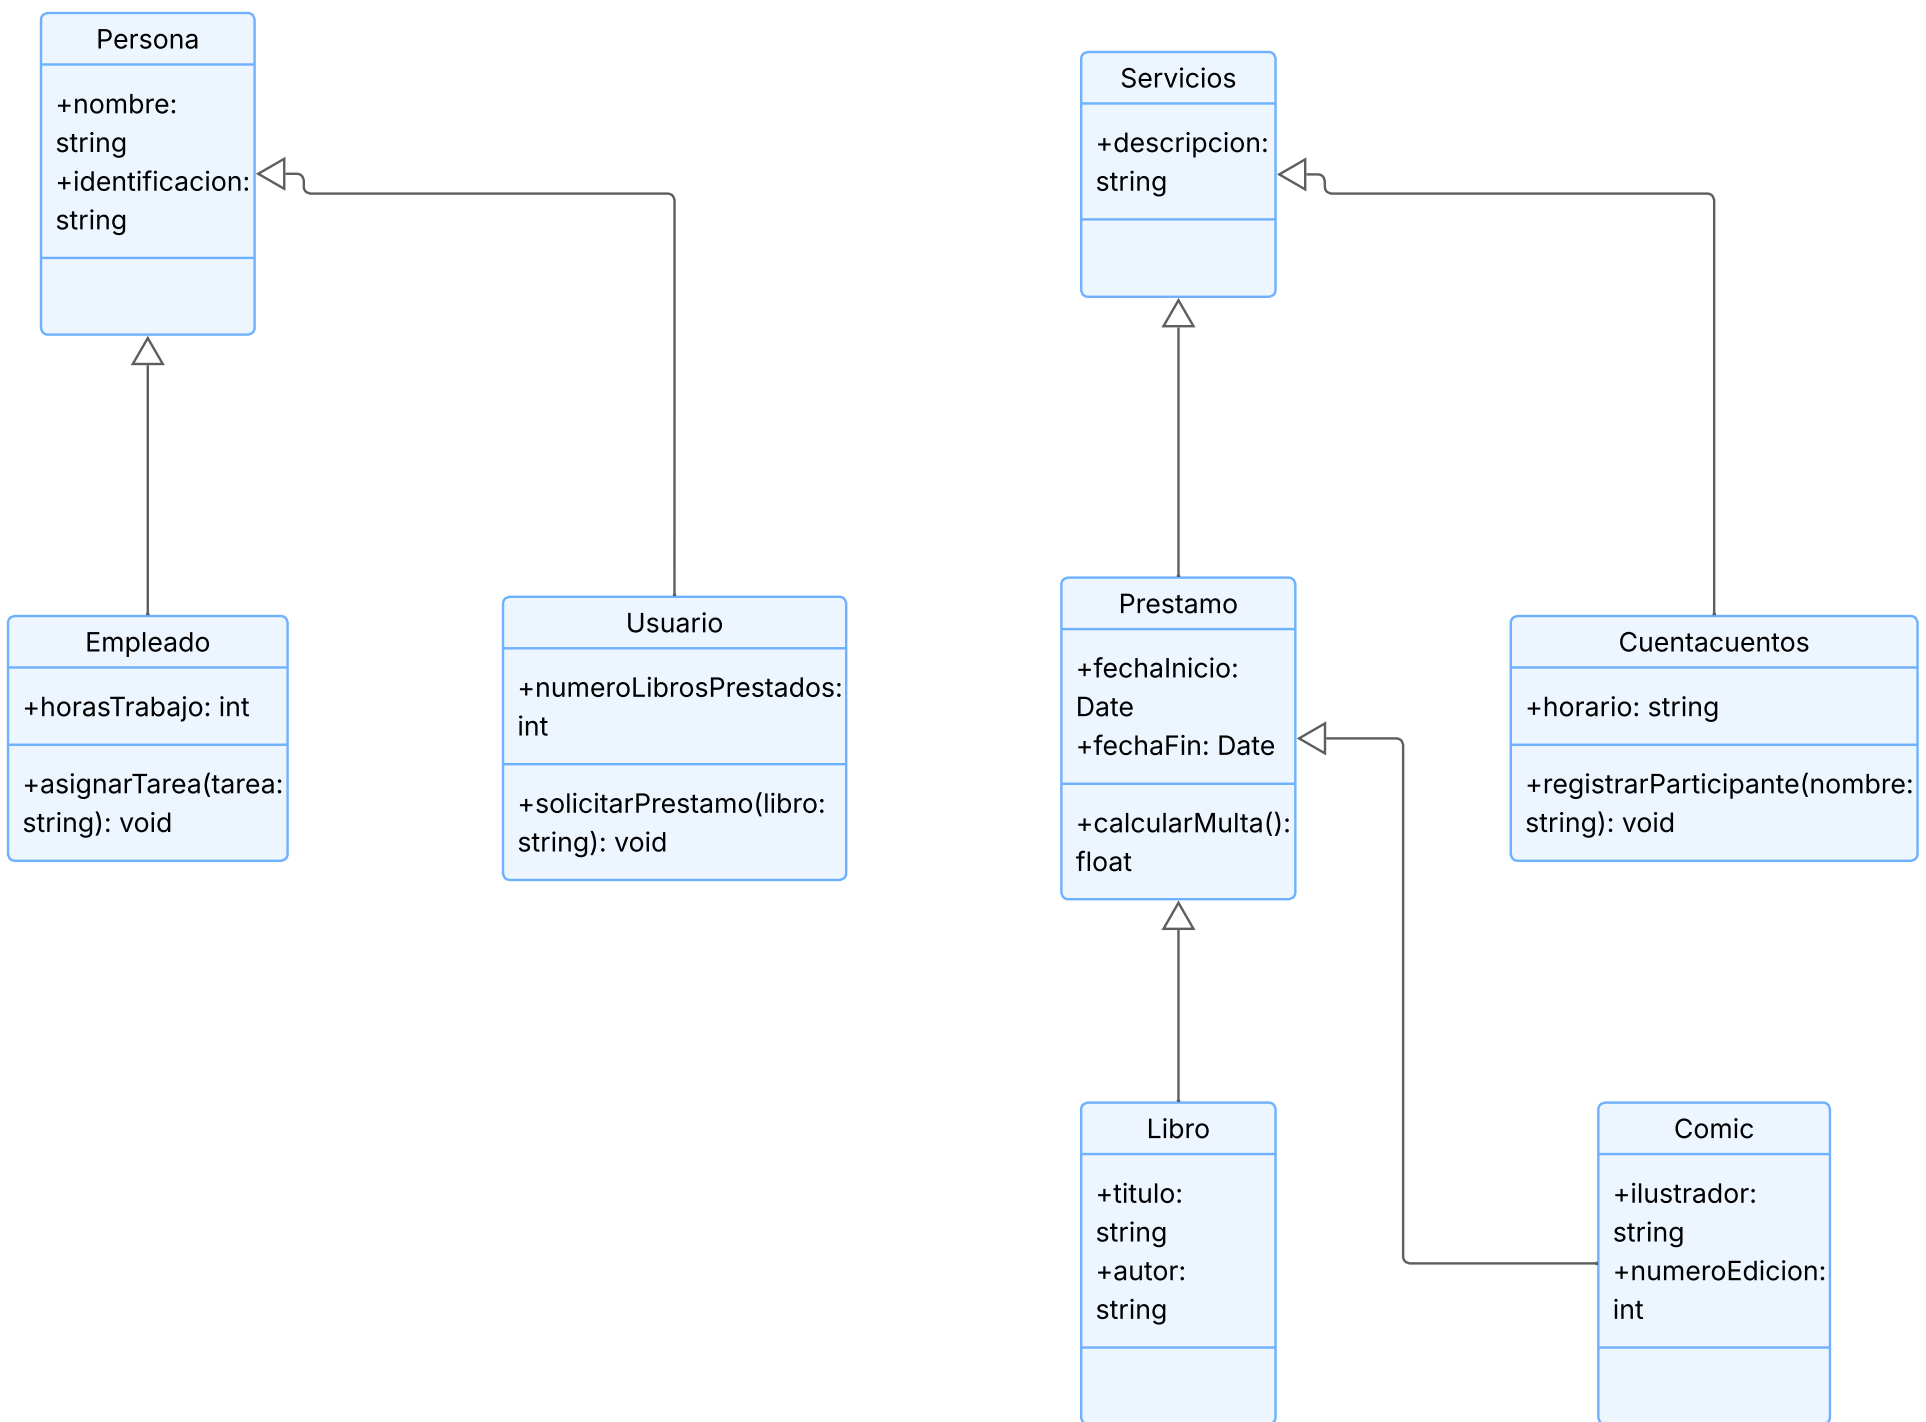 Persona
+nombre:
string
+identificacion:
string
Servicios
+descripcion:
string
Empleado
+horasTrabajo: int
+asignarTarea(tarea:
string): void
Usuario
+numeroLibrosPrestados:
int
+solicitarPrestamo(libro:
string): void
Prestamo
+fechaInicio:
Date
+fechaFin: Date
+calcularMulta():
float
Cuentacuentos
+horario: string
+registrarParticipante(nombre:
string): void
Libro
+titulo:
string
+autor:
string
Comic
+ilustrador:
string
+numeroEdicion:
int